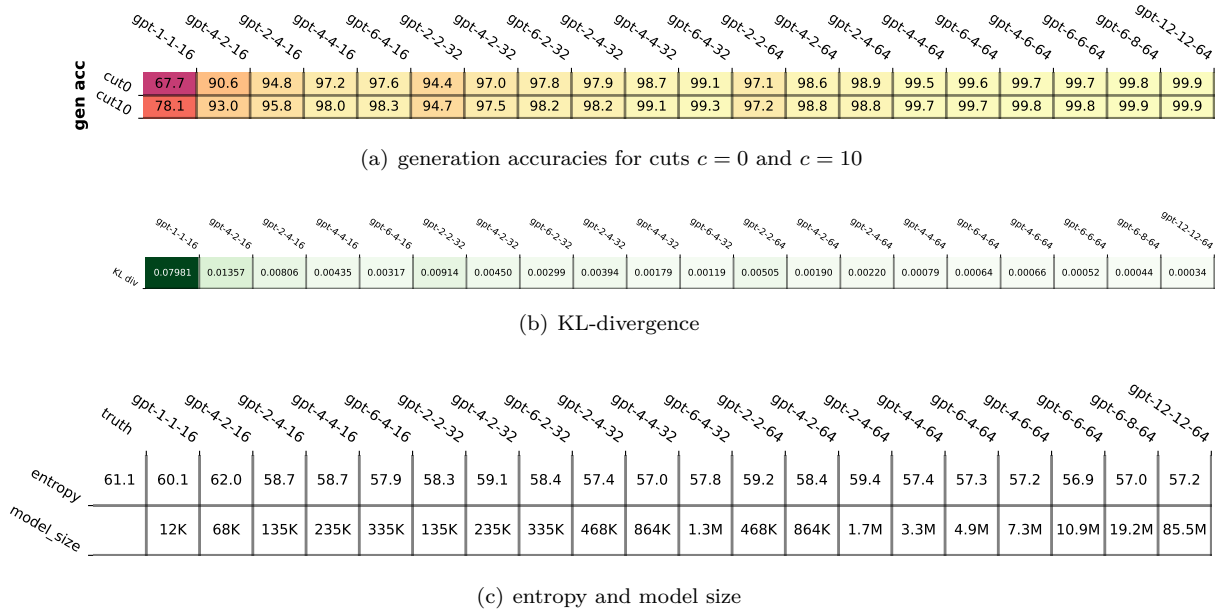 gpt-1-1-16 gpt-4-2-16 gpt-2-4-16 gpt-4-4-16 gpt-6-4-16 gpt-2-2-32 gpt-4-2-32 gpt-6-2-32 gpt-2-4-32 gpt-4-4-32 gpt-6-4-32 gpt-2-2-64 gpt-4-2-64 gpt-2-4-64 gpt-4-4-64 gpt-6-4-64 gpt-4-6-64 gpt-6-6-64 gpt-6-8-64 gpt-12-12-64
gen acc
cut0 67.7 90.6 94.8 97.2 97.6 94.4 97.0 97.8 97.9 98.7 99.1 97.1 98.6 98.9 99.5 99.6 99.7 99.7 99.8 99.9
cut10 78.1 93.0 95.8 98.0 98.3 94.7 97.5 98.2 98.2 99.1 99.3 97.2 98.8 98.8 99.7 99.7 99.8 99.8 99.9 99.9
(a) generation accuracies for cuts c = 0 and c = 10
gpt-1-1-16 gpt-4-2-16 gpt-2-4-16 gpt-4-4-16 gpt-6-4-16 gpt-2-2-32 gpt-4-2-32 gpt-6-2-32 gpt-2-4-32 gpt-4-4-32 gpt-6-4-32 gpt-2-2-64 gpt-4-2-64 gpt-2-4-64 gpt-4-4-64 gpt-6-4-64 gpt-4-6-64 gpt-6-6-64 gpt-6-8-64 gpt-12-12-64
KL div 0.07981 0.01357 0.00806 0.00435 0.00317 0.00914 0.00450 0.00299 0.00394 0.00179 0.00119 0.00505 0.00190 0.00220 0.00079 0.00064 0.00066 0.00052 0.00044 0.00034
(b) KL-divergence
truth gpt-1-1-16 gpt-4-2-16 gpt-2-4-16 gpt-4-4-16 gpt-6-4-16 gpt-2-2-32 gpt-4-2-32 gpt-6-2-32 gpt-2-4-32 gpt-4-4-32 gpt-6-4-32 gpt-2-2-64 gpt-4-2-64 gpt-2-4-64 gpt-4-4-64 gpt-6-4-64 gpt-4-6-64 gpt-6-6-64 gpt-6-8-64 gpt-12-12-64
entropy 61.1 60.1 62.0 58.7 58.7 57.9 58.3 59.1 58.4 57.4 57.0 57.8 59.2 58.4 59.4 57.4 57.3 57.2 56.9 57.0 57.2
model_size 12K 68K 135K 235K 335K 135K 235K 335K 468K 864K 1.3M 468K 864K 1.7M 3.3M 4.9M 7.3M 10.9M 19.2M 85.5M
(c) entropy and model size